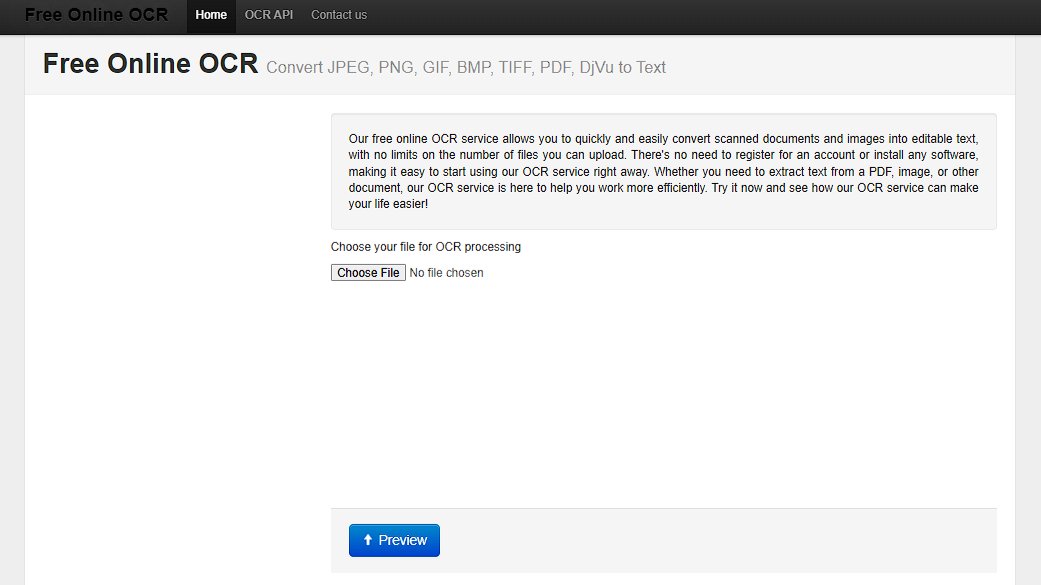 Free Online OCR Home OCR API Contact us
Free Online OCR Convert JPEG, PNG, GIF, BMP, TIFF, PDF, DjVu to Text
Our free online OCR service allows you to quickly and easily convert scanned documents and images into editable text,
with no limits on the number of files you can upload. There's no need to register for an account or install any software,
making it easy to start using our OCR service right away. Whether you need to extract text from a PDF, image, or other
document, our OCR service is here to help you work more efficiently. Try it now and see how our OCR service can make
your life easier!
Choose your file for OCR processing
Choose File No file chosen
Preview